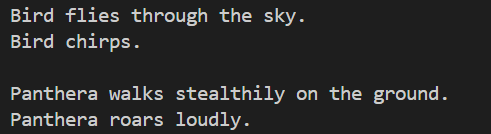 Bird flies through the sky.
Bird chirps.

Panthera walks stealthily on the ground.
Panthera roars loudly.